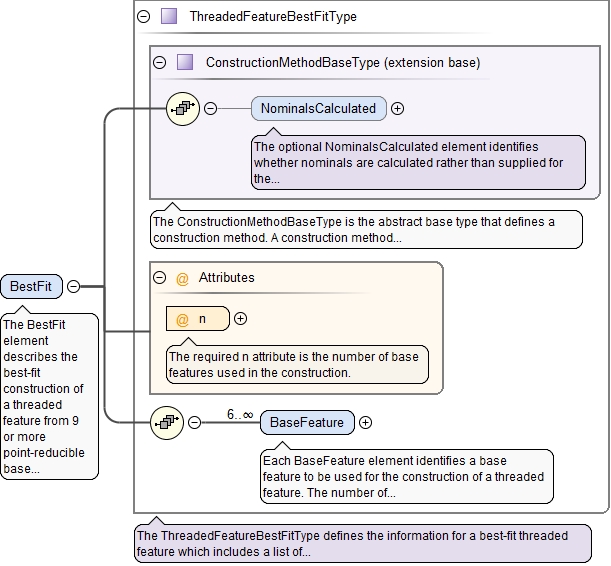 ThreadedFeatureBestFitType
ConstructionMethodBaseType (extension base)
NominalsCalculated
The optional NominalsCalculated element identifies
whether nominals are calculated rather than supplied for
the...
The ConstructionMethodBaseType is the abstract base type that defines a
construction method. A construction method...
@ Attributes
@ n
The required n attribute is the number of base
features used in the construction.
BestFit
The BestFit
element
describes the
best-fit
construction of
a threaded
feature from 9
or more
point-reducible
base...
6..∞
BaseFeature
Each BaseFeature element identifies a base
feature to be used for the construction of a threaded
feature. The number of...
The ThreadedFeatureBestFitType defines the information for a best-fit threaded
feature which includes a list of...